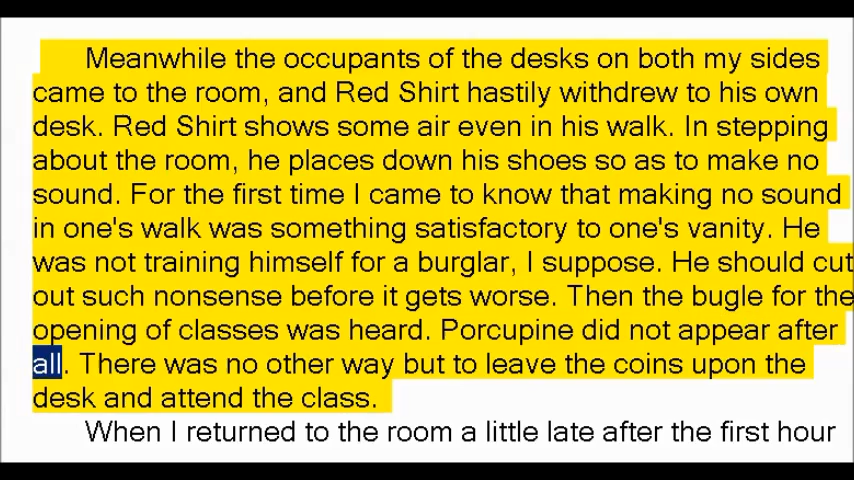 Meanwhile the occupants of the desks on both my sides
came to the room, and Red Shirt hastily withdrew to his own
desk. Red Shirt shows some air even in his walk. In stepping
about the room, he places down his shoes so as to make no
sound. For the first time I came to know that making no sound
in one's walk was something satisfactory to one's vanity. He
was not training himself for a burglar, I suppose. He should cut
out such nonsense before it gets worse. Then the bugle for the
opening of classes was heard. Porcupine did not appear after
all. There was no other way but to leave the coins upon the
desk and attend the class.
When I returned to the room a little late after the first hour